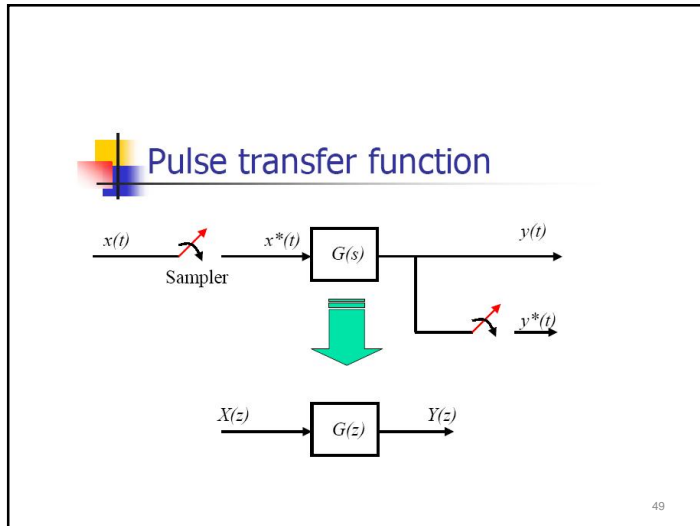 Pulse transfer function
x(t)
x*(t)
G(s)
y(t)
Sampler
y*(t)
X(z)
G(z)
Y(z)
49